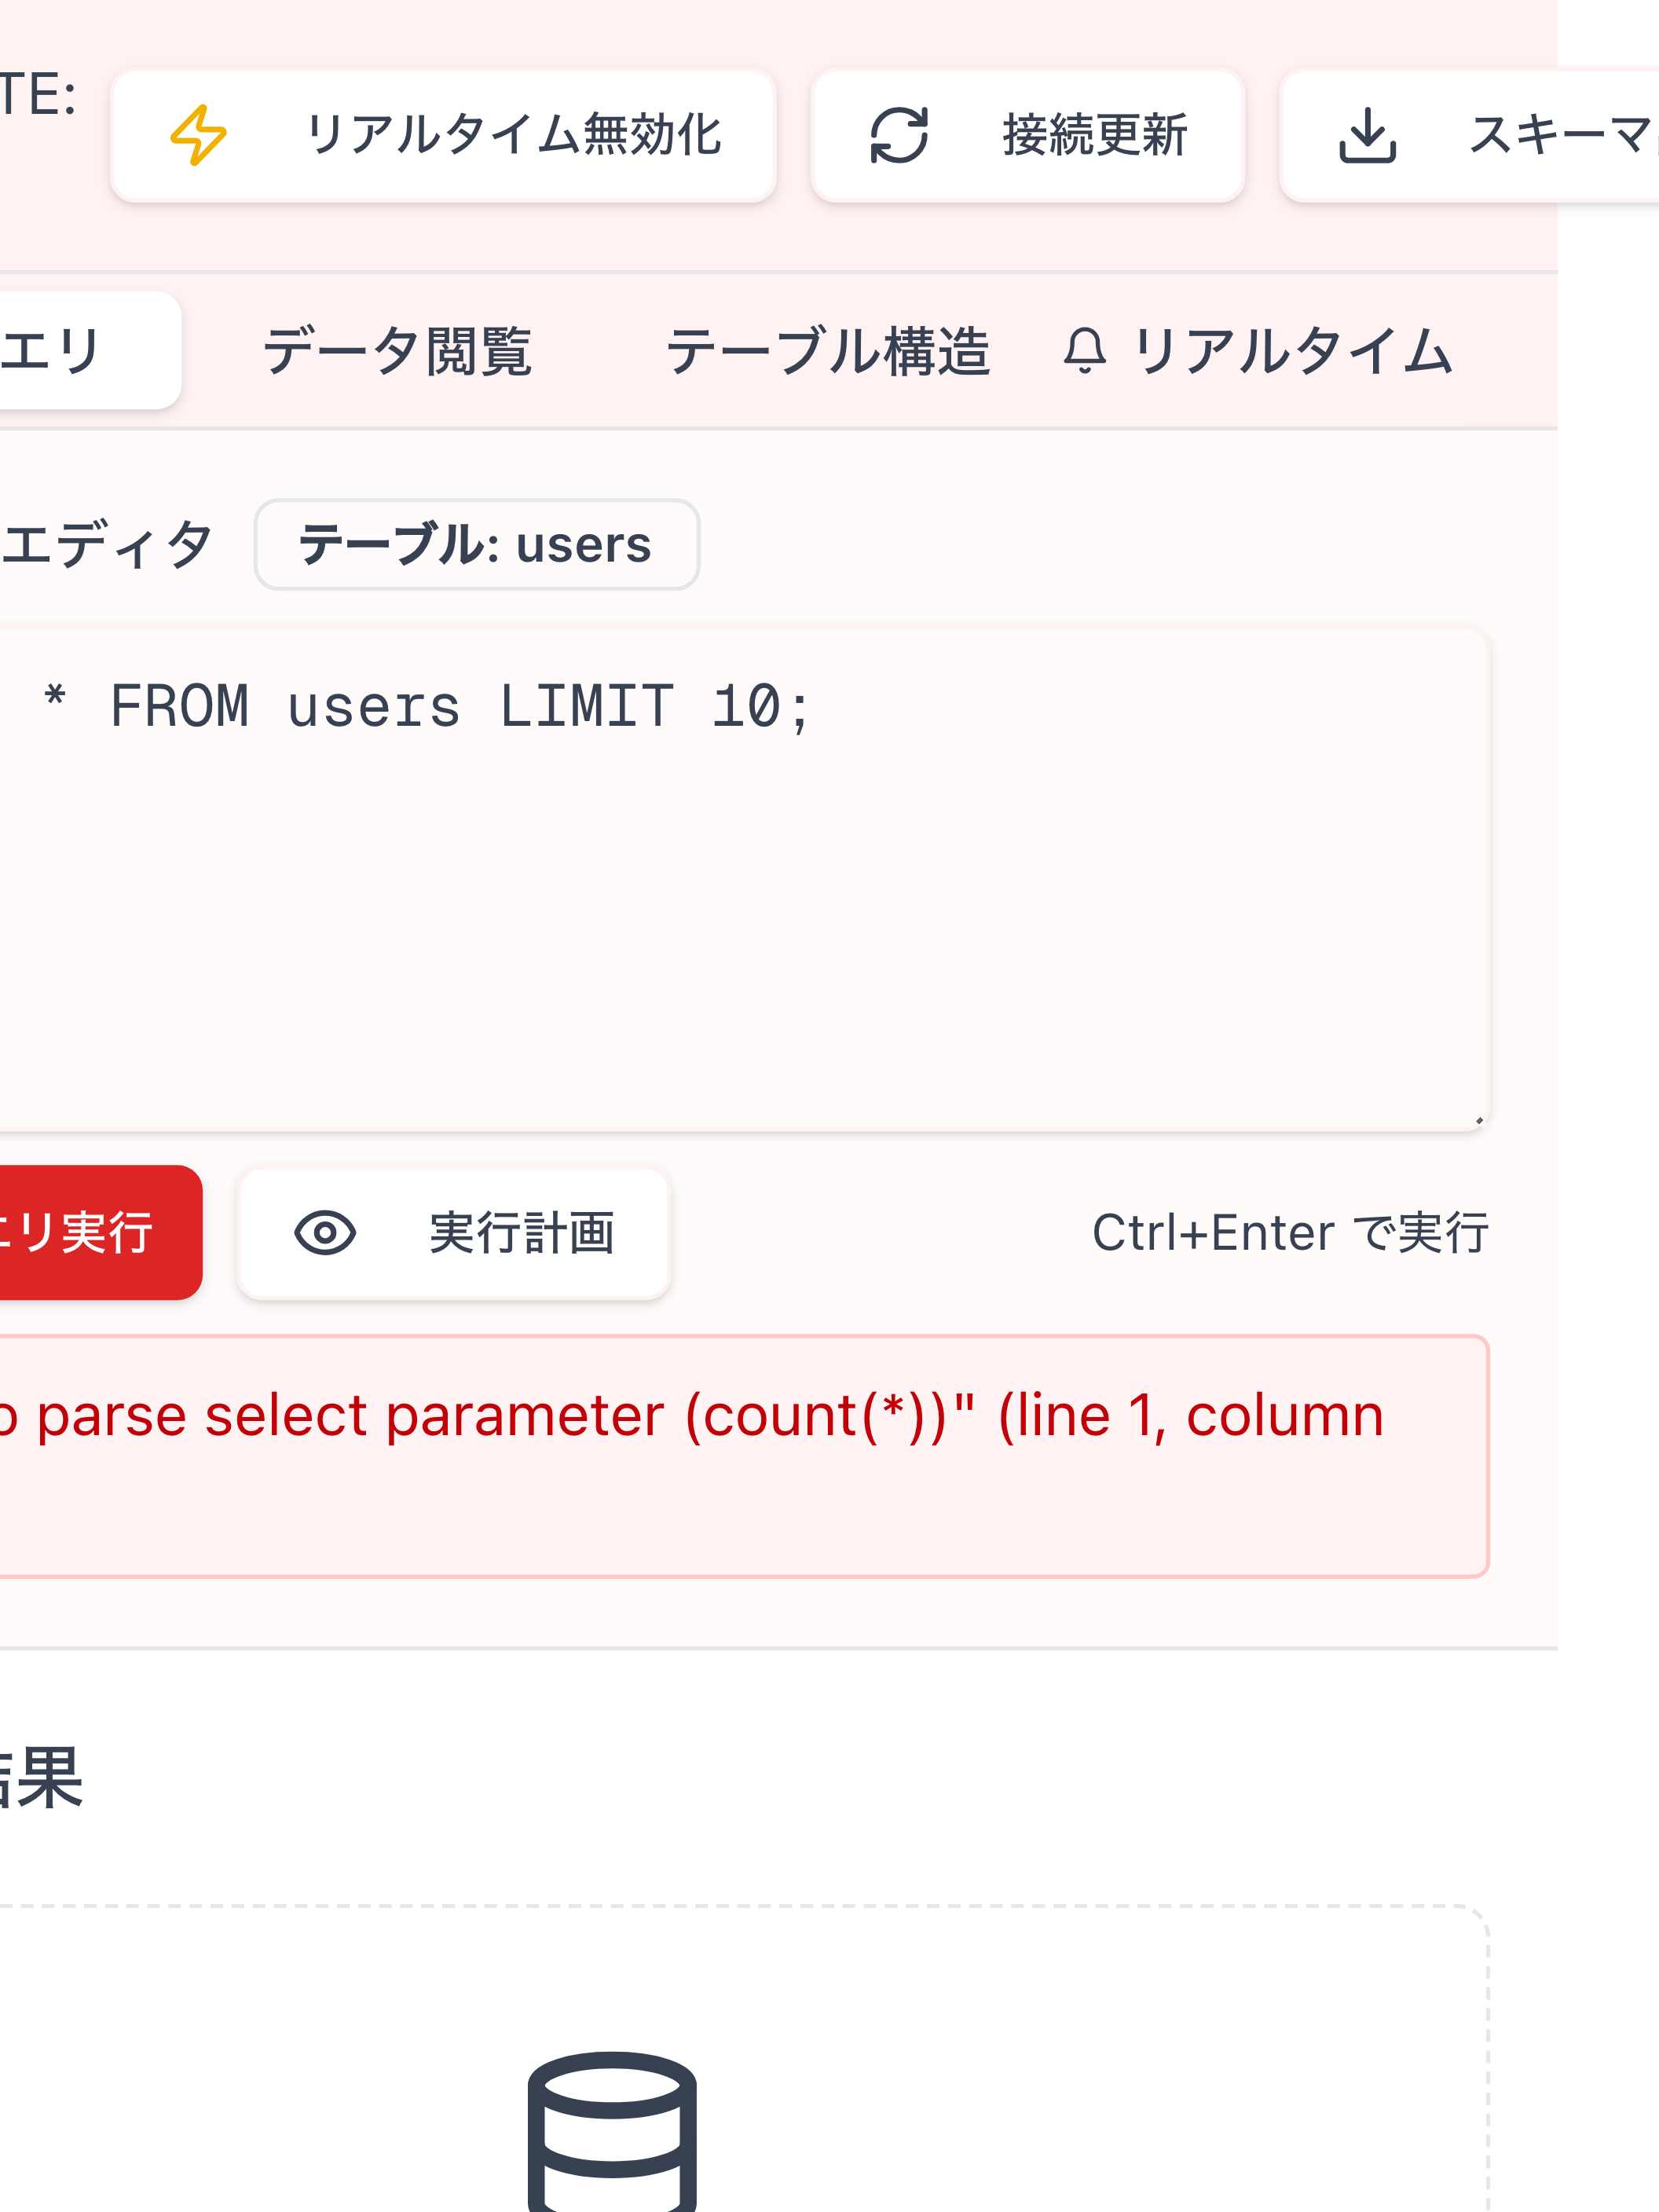 TE:
リアルタイム無効化
接続更新
スキーマ
エリ
データ閲覧
テーブル構造
リアルタイム
エディタ
テーブル: users
* FROM users LIMIT 10;
エリ実行
実行計画
Ctrl+Enter で実行
o parse select parameter (count(*))" (line 1, column
結果